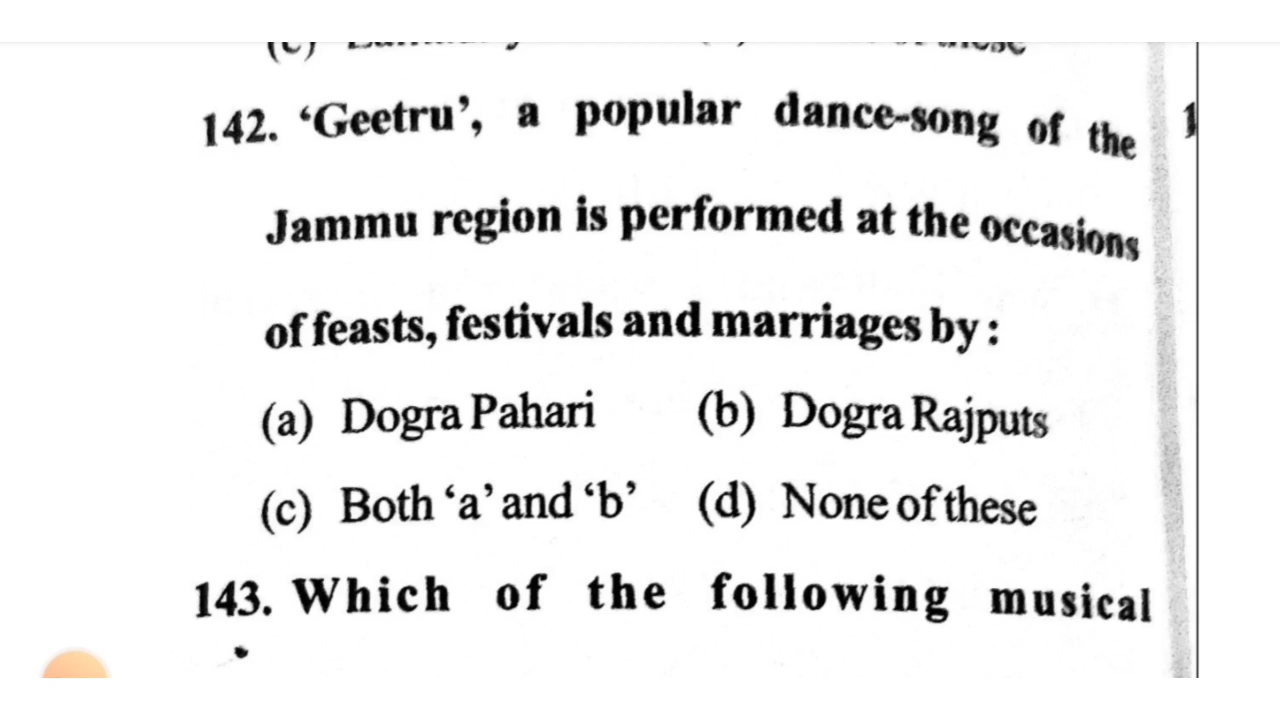 142. ‘Geetru’, a popular dance-song of the
Jammu region is performed at the occasions
of feasts, festivals and marriages by :
(a) Dogra Pahari (b) Dogra Rajputs
(c) Both ‘a’ and ‘b’ (d) None of these
143. Which of the following musical